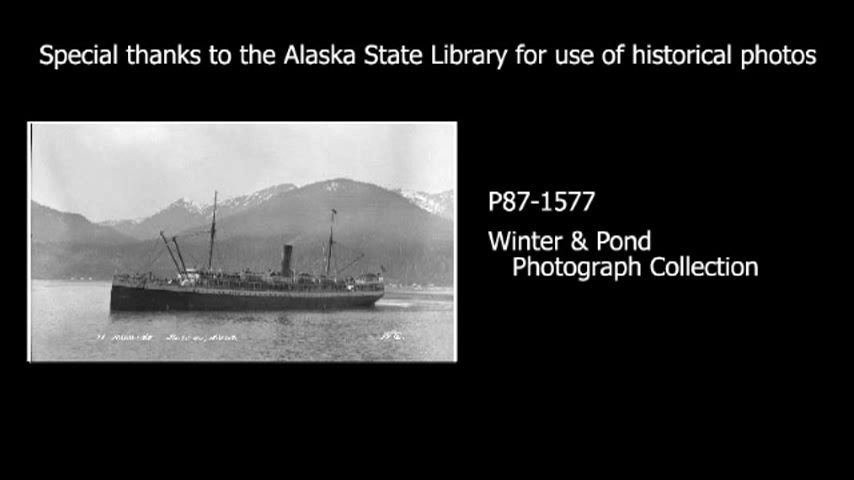 Special thanks to the Alaska State Library for use of historical photos
P87-1577
Winter & Pond
Photograph Collection